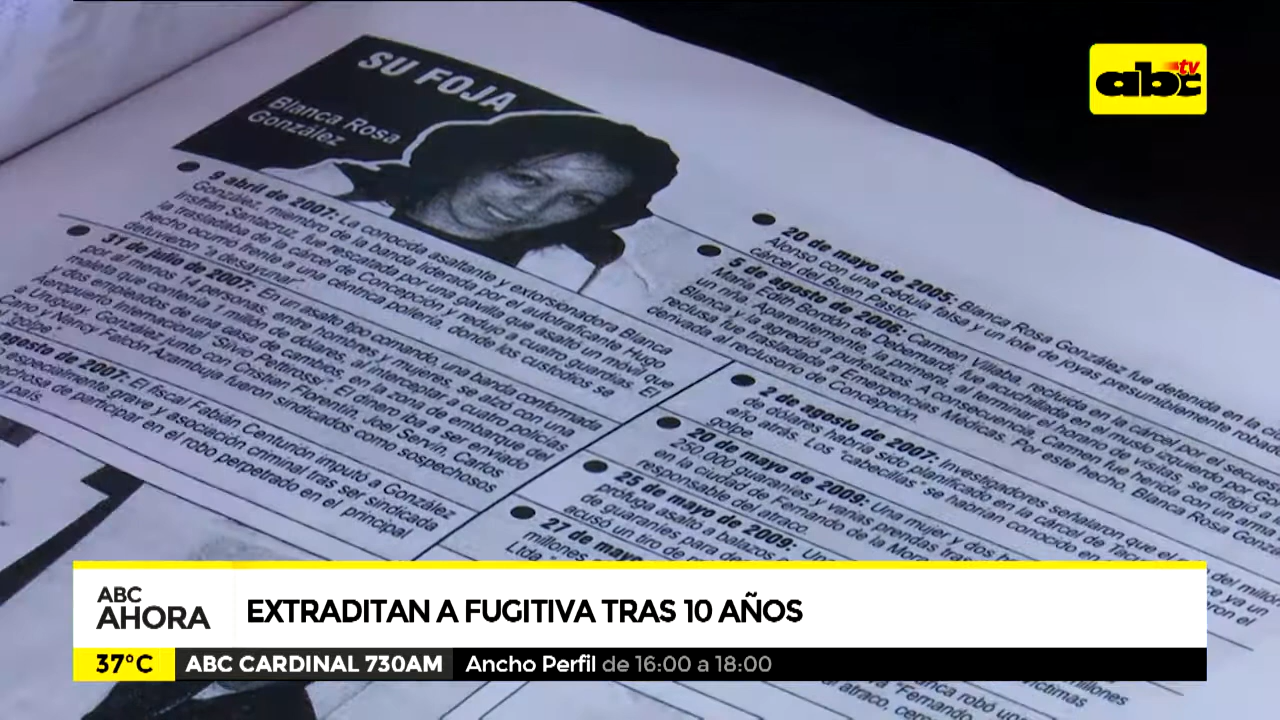 abc tv
SU FOJA
Blanca Rosa
González
9 abril de 2007: La conocida asaltante y extorsionadora Blanca
González, miembro de la banda liderada por el autotraficante Hugo
Insfrán Santacruz, fue rescatada por una gavilla que asaltó un móvil que
la trasladaba de la cárcel de Concepción y redujo a cuatro guardias. El
hecho ocurrió frente a una céntrica pollería, donde los custodios se
detuvieron "a desayunar".
31 de julio de 2007: En un asalto tipo comando una banda conformada
por al menos 14 personas, entre hombres y mujeres, se alzó con una
maleta que contenía 1 millón de dólares, al interceptar a cuatro policías
y dos empleados de una casa de cambios, en la zona de embarque del
Aeropuerto Internacional "Silvio Pettirossi". El dinero iba a ser enviado
a Uruguay. González junto con Cristian Florentín, Joel Servín, Carlos
Cano y Nancy Felicia Azambuya fueron sindicados como sospechosos
golpe.
agosto de 2007: El fiscal Fabián Centurión imputó a González
especialmente grave y asociación criminal tras ser sindicada
de participar en el robo perpetrado en el principal
país.
20 de mayo de 2005: Blanca Rosa González fue detenida en la
Alonso con una cédula falsa y un lote de joyas presumiblemente
cárcel del Buen Pastor.
5 de agosto de 2006: Carmen Villalba, recluida en la cárcel por el
María Edith Bordón de Debernardi, fue acuchillada en el muslo izquierdo por
un riña. Aparentemente, al terminar el horario de visitas, se dirigió a
Blanca y la agredió a puñetazos. A consecuencia, Carmen fue herida con un arma
reclusa fue trasladada a Emergencias Médicas. Por este hecho Blanca Rosa
derivada al recluso de Concepción.
2 de agosto de 2007: Investigadores señalaron que el
de dólares habría sido planificado en la cárcel de
año atrás. Los "cabecillas" se habrían conocido en
golpe
20 de mayo de 2009: Una mujer y dos
250.000 guaraníes y varias prendas tras
en la ciudad de Fernando de la Mora.
responsable del atraco.
25 de mayo de 2009:
prófuga asaltó a balazos
de guaraníes para
acusó un tiro de
27 de mayo
millones
Ltda
ABC
AHORA
EXTRADITAN A FUGITIVA TRAS 10 AÑOS
37°C
ABC CARDINAL 730AM
Ancho Perfil de 16:00 a 18:00